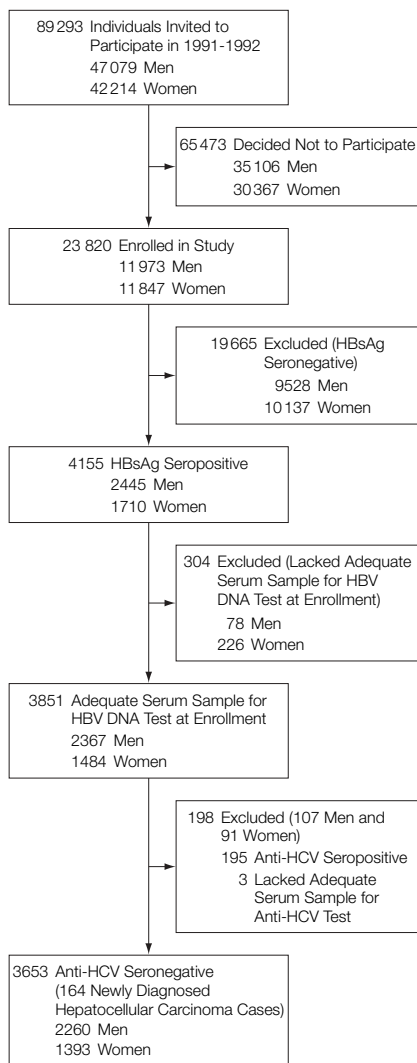 89 293 Individuals Invited to
Participate in 1991-1992
47 079 Men
42 214 Women
65 473 Decided Not to Participate
35 106 Men
30 367 Women
23 820 Enrolled in Study
11 973 Men
11 847 Women
19 665 Excluded (HBsAg
Seronegative)
9528 Men
10 137 Women
4155 HBsAg Seropositive
2445 Men
1710 Women
304 Excluded (Lacked Adequate
Serum Sample for HBV
DNA Test at Enrollment)
78 Men
226 Women
3851 Adequate Serum Sample for
HBV DNA Test at Enrollment
2367 Men
1484 Women
198 Excluded (107 Men and
91 Women)
195 Anti-HCV Seropositive
3 Lacked Adequate
Serum Sample for
Anti-HCV Test
3653 Anti-HCV Seronegative
(164 Newly Diagnosed
Hepatocellular Carcinoma Cases)
2260 Men
1393 Women